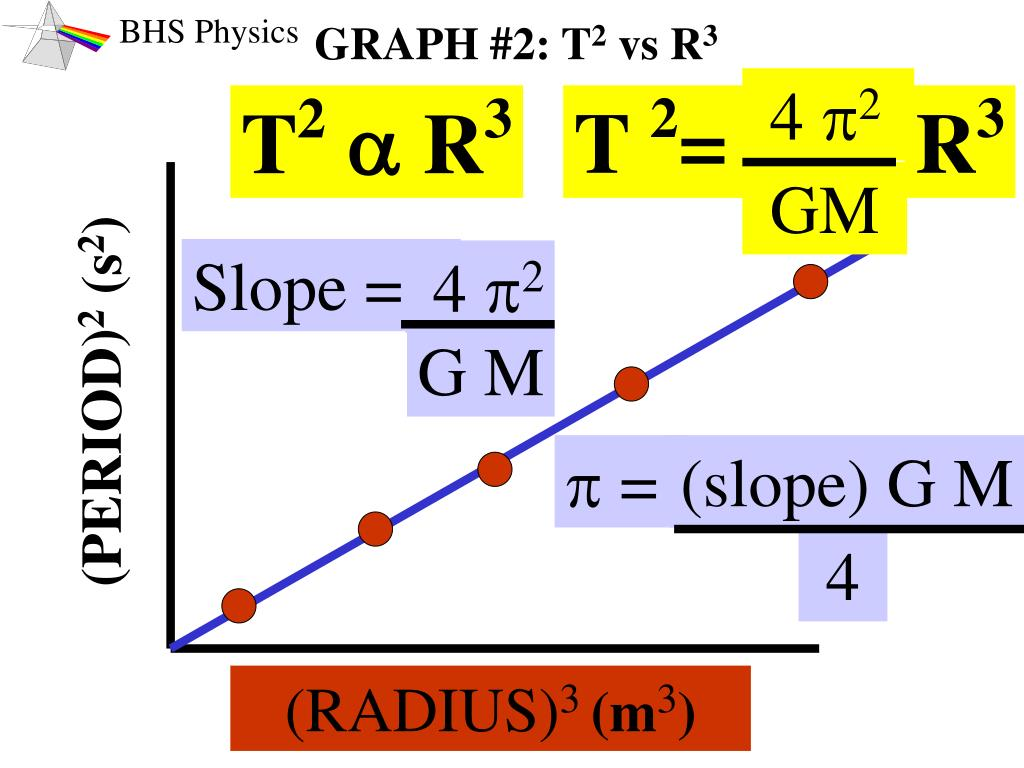 BHS Physics
GRAPH #2: T² vs R³
T² α R³
T ²= 4 π² R³
GM
Slope = 4 π²
G M
π = (slope) G M
4
(PERIOD)² (s²)
(RADIUS)³ (m³)